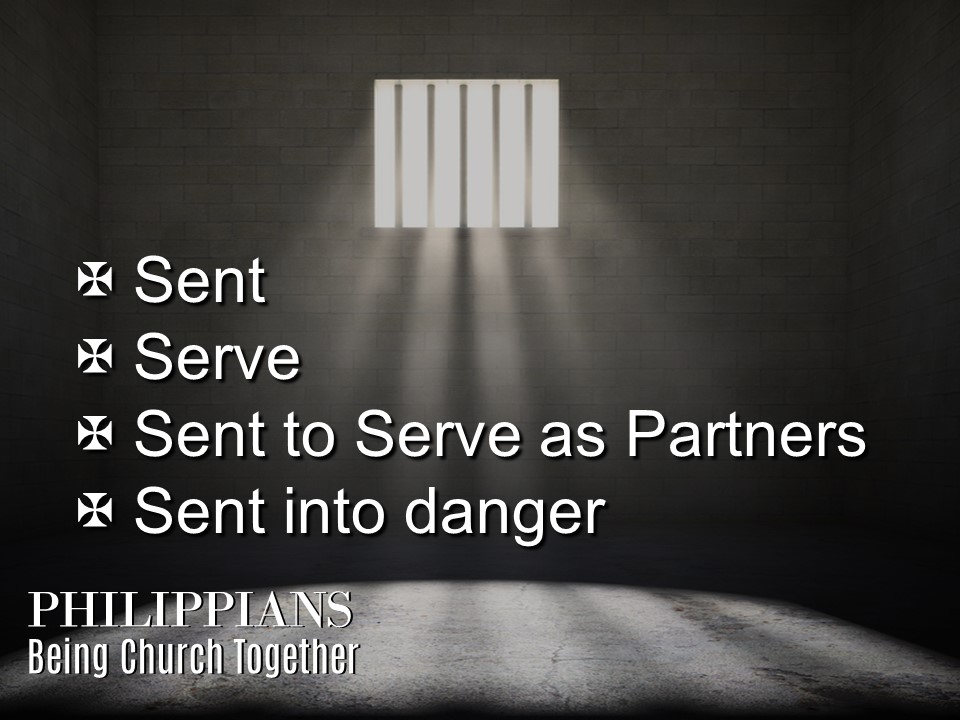 ✠ Sent
✠ Serve
✠ Sent to Serve as Partners
✠ Sent into danger
PHILIPPIANS
Being Church Together